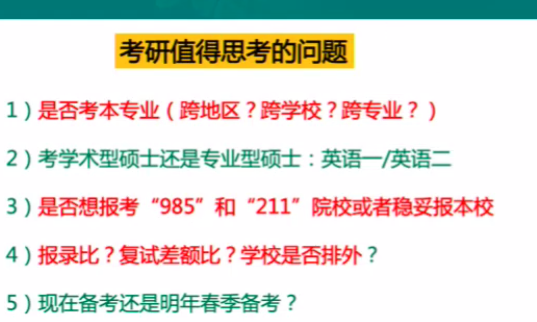 考研值得思考的问题
1）是否考本专业（跨地区？跨学校？跨专业？）
2）考学术型硕士还是专业型硕士：英语一/英语二
3）是否想报考“985”和“211”院校或者稳妥报本校
4）报录比？复试差额比？学校是否排外？
5）现在备考还是明年春季备考？